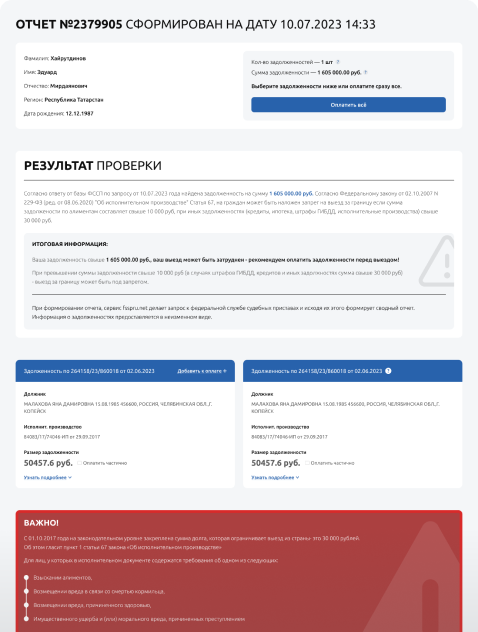 ОТЧЕТ №2379905 СФОРМИРОВАН НА ДАТУ 10.07.2023 14:33
Фамилия: Хайрутдинов
Имя: Эдуард
Отчество: Мирданович
Регион: Республика Татарстан
Дата рождения: 12.12.1987
Кол-во задолженностей — 1 шт ?
Сумма задолженности — 1 605 000.00 руб. ?
Выберите задолженности ниже или оплатите сразу все.
Оплатить всё
РЕЗУЛЬТАТ ПРОВЕРКИ
Согласно ответу от базы ФССП по запросу от 10.07.2023 года найдена задолженность на сумму 1 605 000.00 руб. Согласно Федеральному закону от 02.10.2007 N
229-ФЗ (ред. от 08.06.2020) "Об исполнительном производстве" Статья 67, на граждан может быть наложен запрет на выезд за границу если сумма
задолженности по алиментам составляет свыше 10 000 руб, при иных задолженностях (кредиты, ипотека, штрафы ГИБДД, исполнительные производства) свыше
30 000 руб.
ИТОГОВАЯ ИНФОРМАЦИЯ:
Ваша задолженность свыше 1 605 000.00 руб., ваш выезд может быть затруднен - рекомендуем оплатить задолженности перед выездом!
При превышении суммы задолженности свыше 10 000 руб (в случаях штрафов ГИБДД, кредитов и иных задолженностях сумма свыше 30 000 руб)
- выезд за границу может быть под запретом.
При формировании отчета, сервис fssptu.net делает запрос к федеральной службе судебных приставов и исходя из этого формирует сводный отчет.
Информация о задолженностях предоставляется в неизменном виде.
Задолженность по 264158/23/860018 от 02.06.2023
Добавить к оплате +
Должник
МАЛАХОВА ЯНА ДАМИРОВНА 15.08.1985 456600, РОССИЯ, ЧЕЛЯБИНСКАЯ ОБЛ.,Г.
КОПЕЙСК
Исполнит. производство
84083/17/74046-ИП от 29.09.2017
Размер задолженности
50457.6 руб. Оплатить частично
Узнать подробнее
Задолженность по 264158/23/860018 от 02.06.2023 ?
Должник
МАЛАХОВА ЯНА ДАМИРОВНА 15.08.1985 456600, РОССИЯ, ЧЕЛЯБИНСКАЯ ОБЛ.,Г.
КОПЕЙСК
Исполнит. производство
84083/17/74046-ИП от 29.09.2017
Размер задолженности
50457.6 руб. Оплатить частично
Узнать подробнее
ВАЖНО!
С 01.10 2017 года на законодательном уровне закреплена сумма долга, которая ограничивает выезд из страны- это 30 000 рублей.
Об этом гласит пункт 1 статьи 67 закона «Об исполнительном производстве»
Для лиц, у которых в исполнительном документе содержатся требования об одном из следующих:
Взыскании алиментов,
Возмещении вреда в связи со смертью кормильца,
Возмещении вреда, причинённого здоровью,
Имущественного ущерба и (или) морального вреда, причиненных преступлением